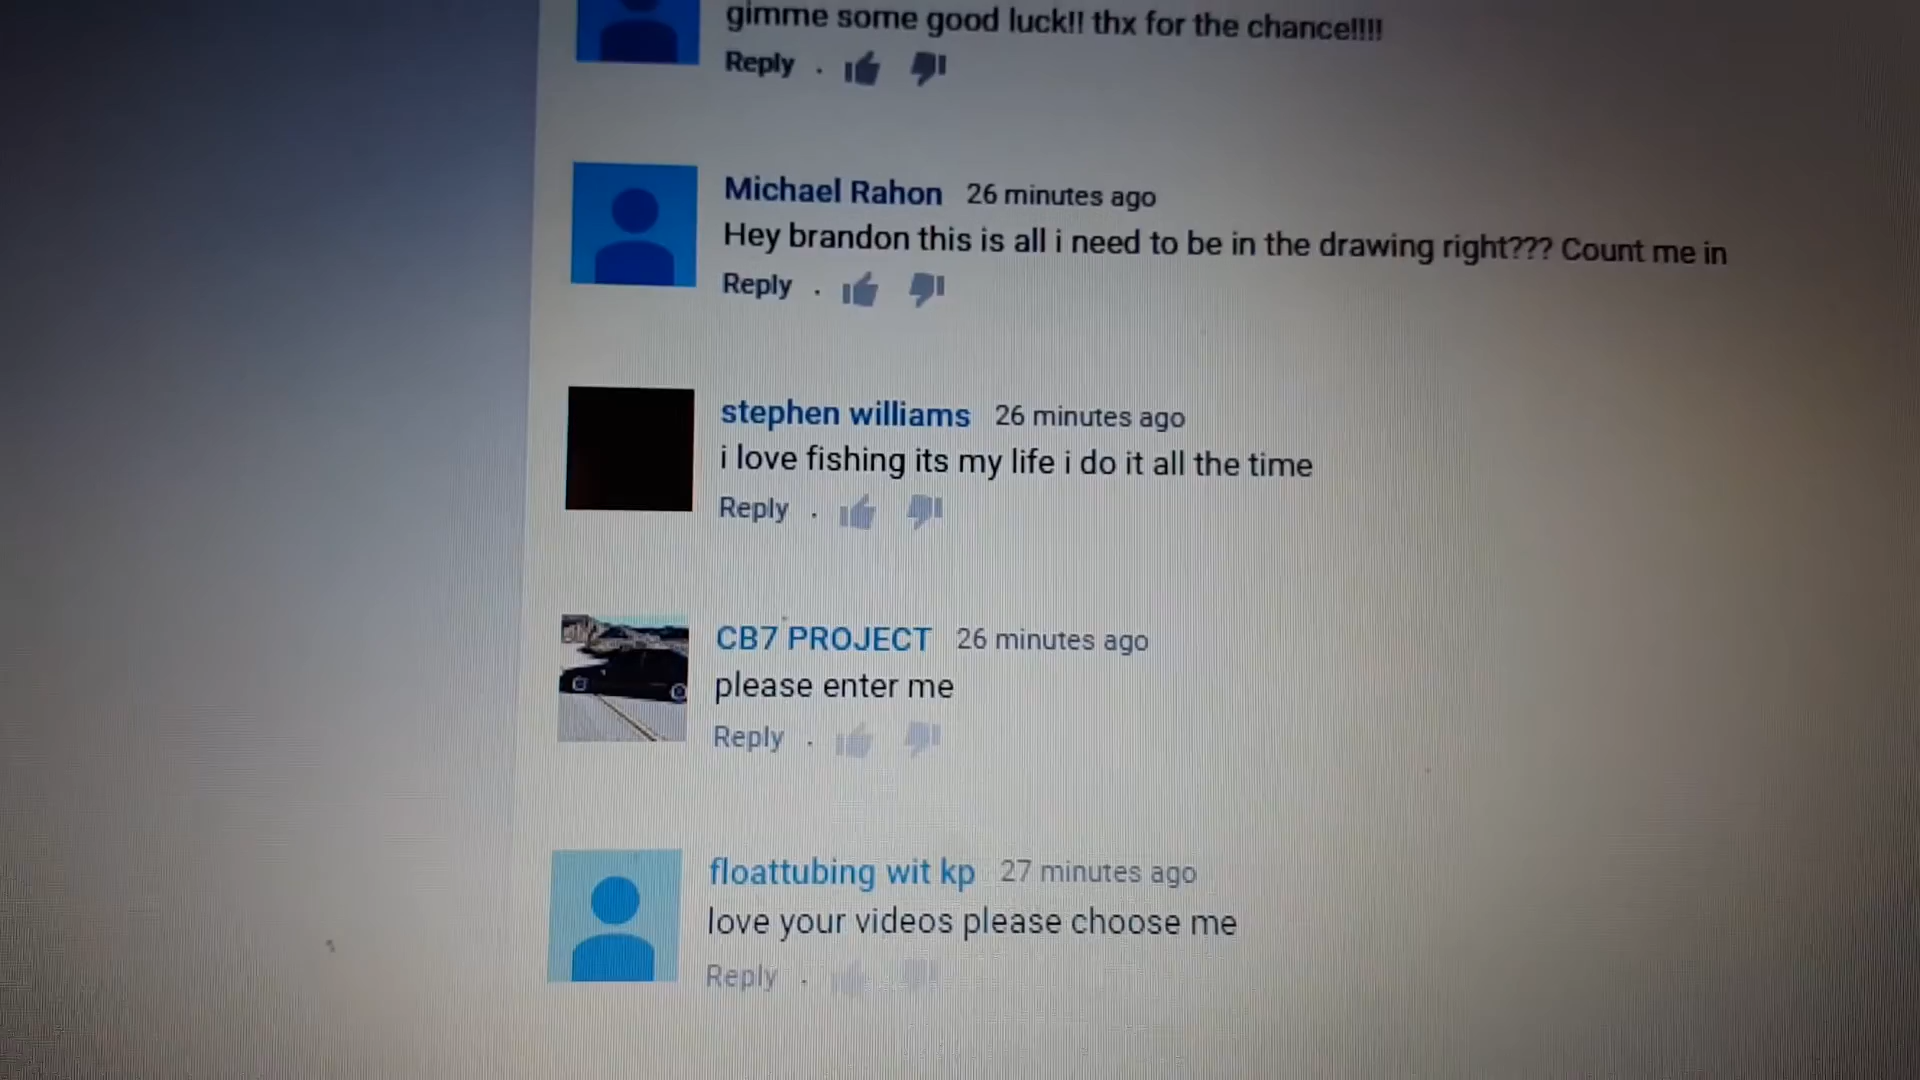 gimme some good luck!! thx for the chance!!!!
Reply .
Michael Rahon 26 minutes ago
Hey brandon this is all i need to be in the drawing right??? Count me in
Reply .
stephen williams 26 minutes ago
i love fishing its my life i do it all the time
Reply .
CB7 PROJECT 26 minutes ago
please enter me
Reply .
floattubing wit kp 27 minutes ago
love your videos please choose me
Reply .